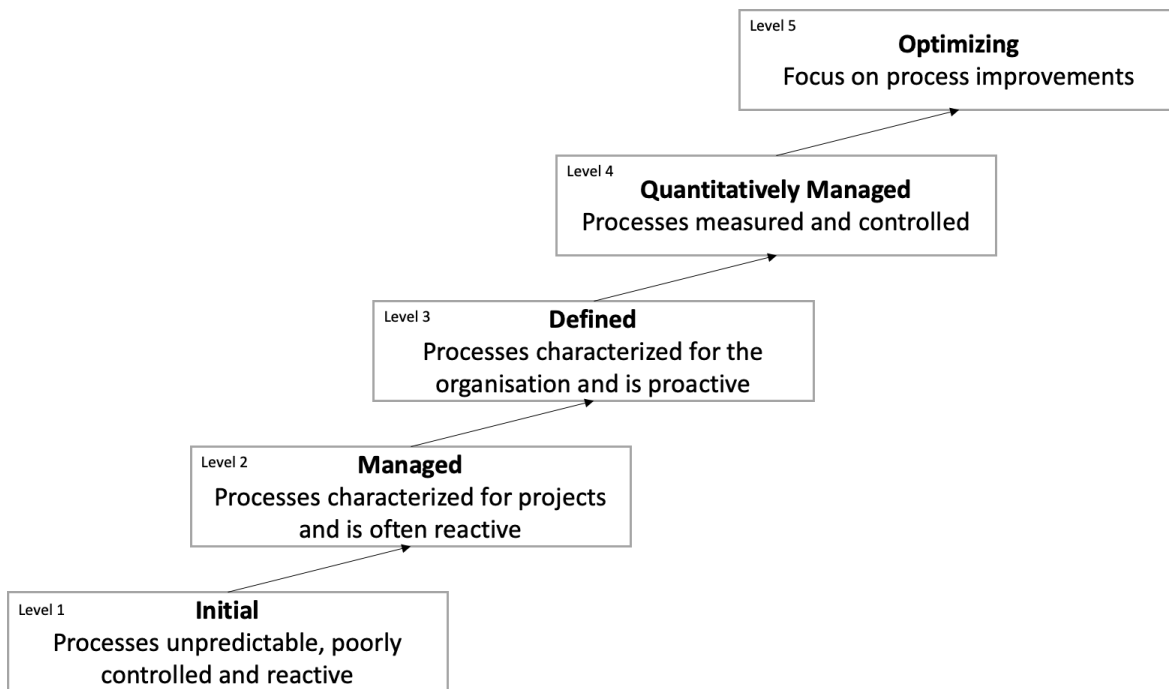 Level 5
Optimizing
Focus on process improvements
Level 4
Quantitatively Managed
Processes measured and controlled
Level 3
Defined
Processes characterized for the
organisation and is proactive
Level 2
Managed
Processes characterized for projects
and is often reactive
Level 1
Initial
Processes unpredictable, poorly
controlled and reactive